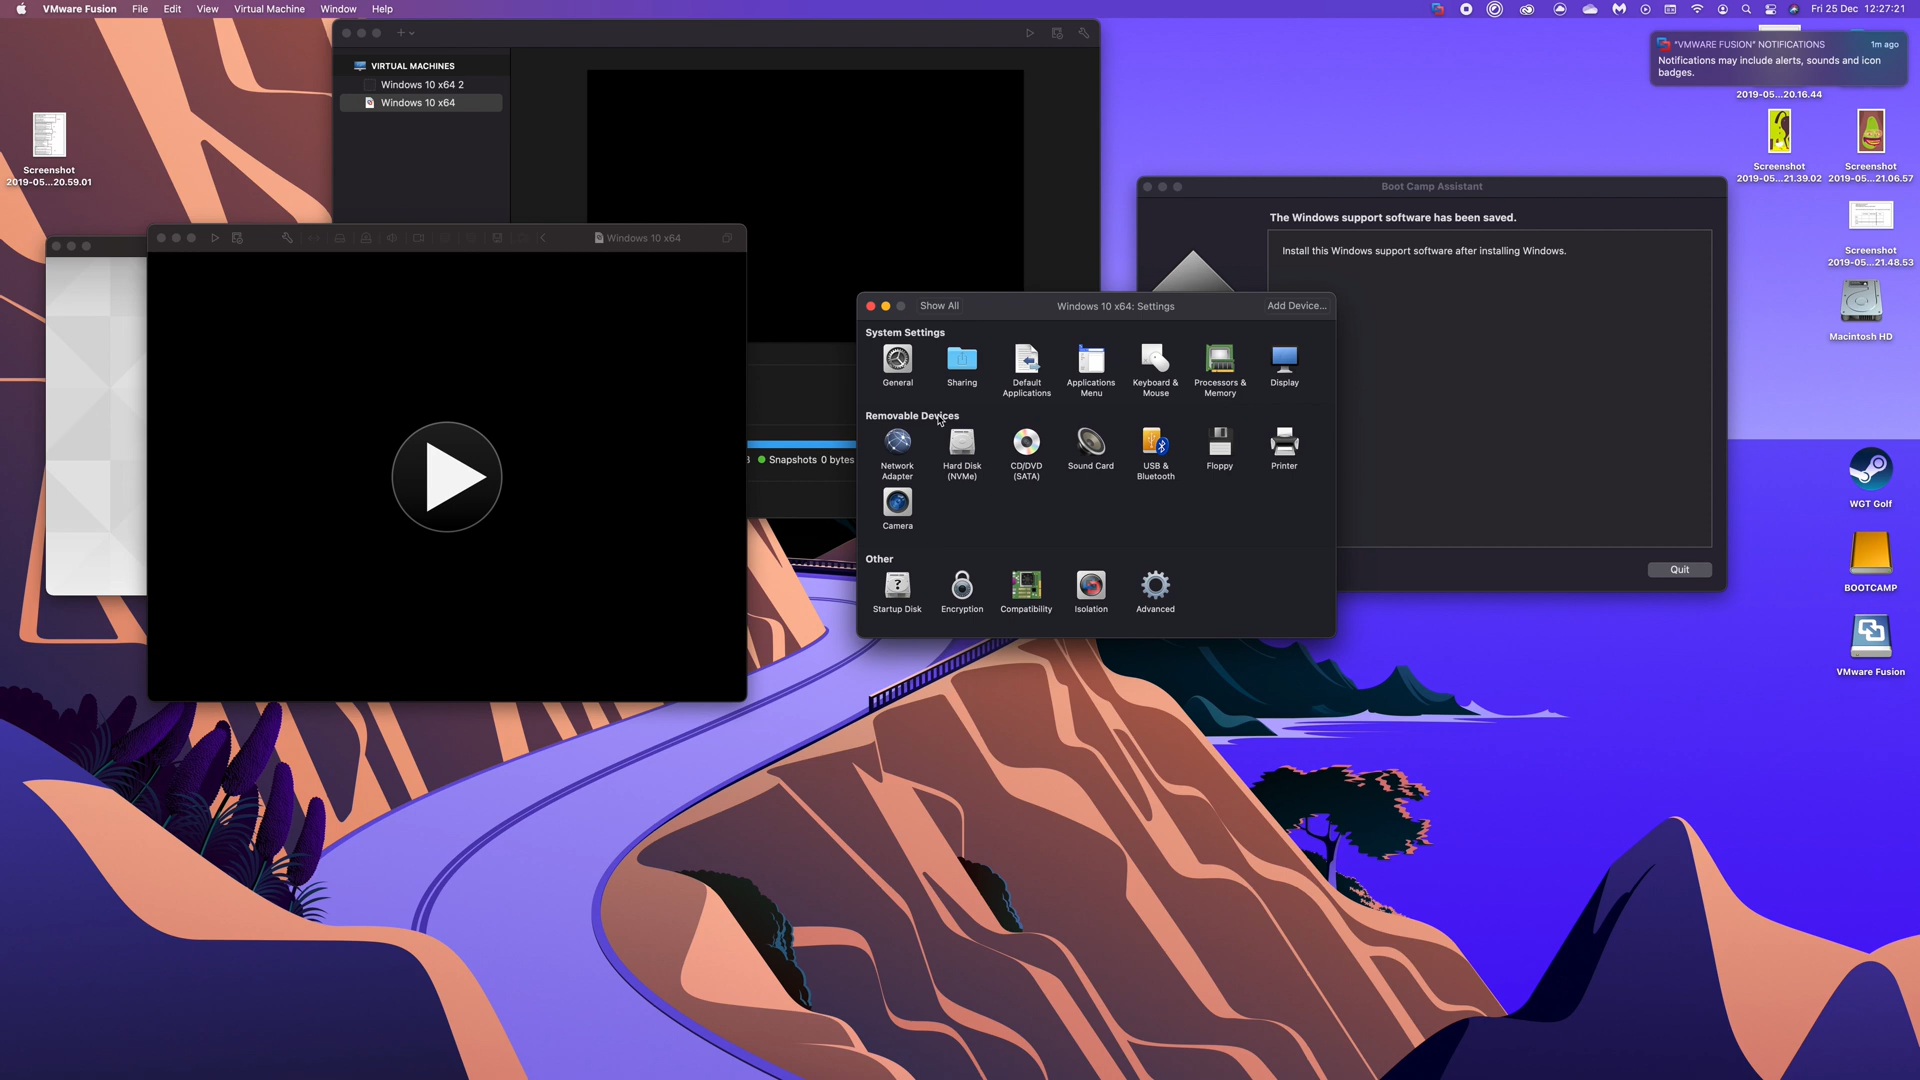 VMware Fusion File Edit View Virtual Machine Window Help
Fri 25 Dec 12:27:21
"VMWARE FUSION" NOTIFICATIONS 1m ago
Notifications may include alerts, sounds and icon
badges.
2019-05...20.16.44
Screenshot
2019-05...21.39.02
Screenshot
2019-05...21.06.57
Screenshot
2019-05...21.48.53
Macintosh HD
WGT Golf
BOOTCAMP
VMware Fusion
Screenshot
2019-05...20.59.01
VIRTUAL MACHINES
Windows 10 x64 2
Windows 10 x64
Windows 10 x64
Snapshots 0 bytes
Boot Camp Assistant
The Windows support software has been saved.
Install this Windows support software after installing Windows.
Quit
Show All
Windows 10 x64: Settings
Add Device...
System Settings
General
Sharing
Default
Applications
Applications
Menu
Keyboard &
Mouse
Processors &
Memory
Display
Removable Devices
Network
Adapter
Hard Disk
(NVMe)
CD/DVD
(SATA)
Sound Card
USB &
Bluetooth
Floppy
Printer
Camera
Other
Startup Disk
Encryption
Compatibility
Isolation
Advanced